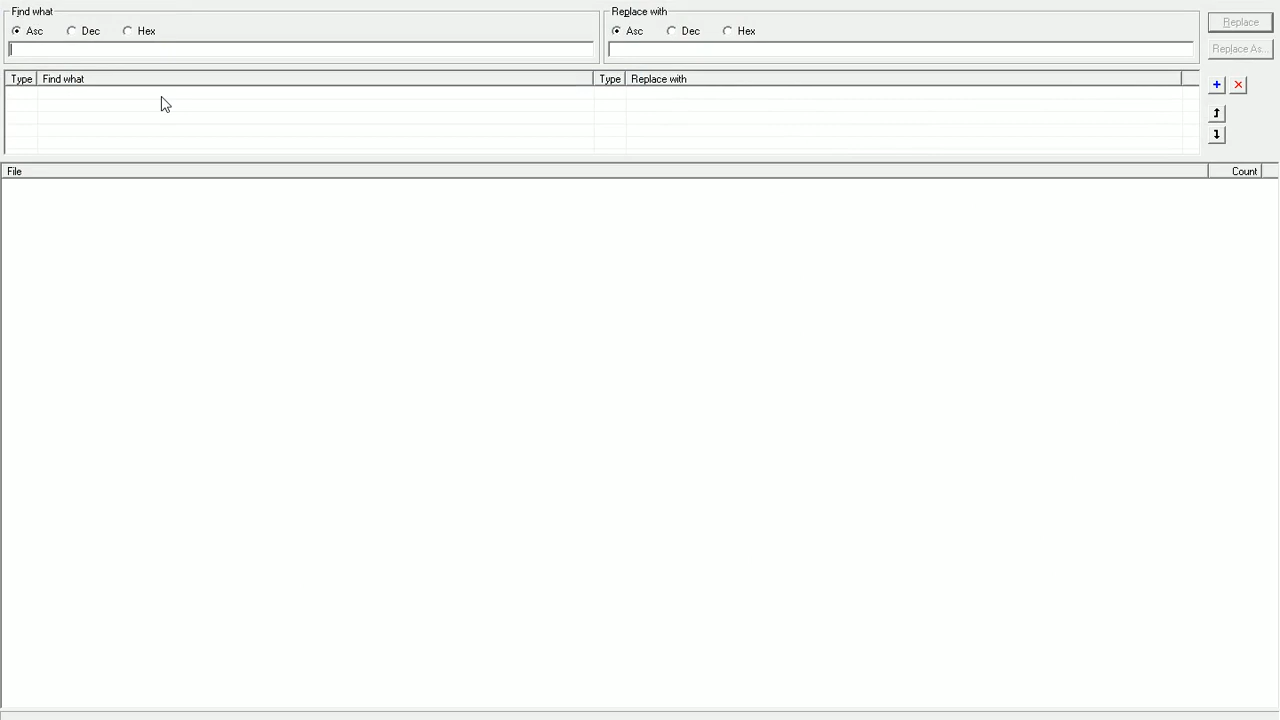 Find what
Asc Dec Hex
Replace with
Asc Dec Hex
Replace
Replace As...
Type Find what Type Replace with
File Count